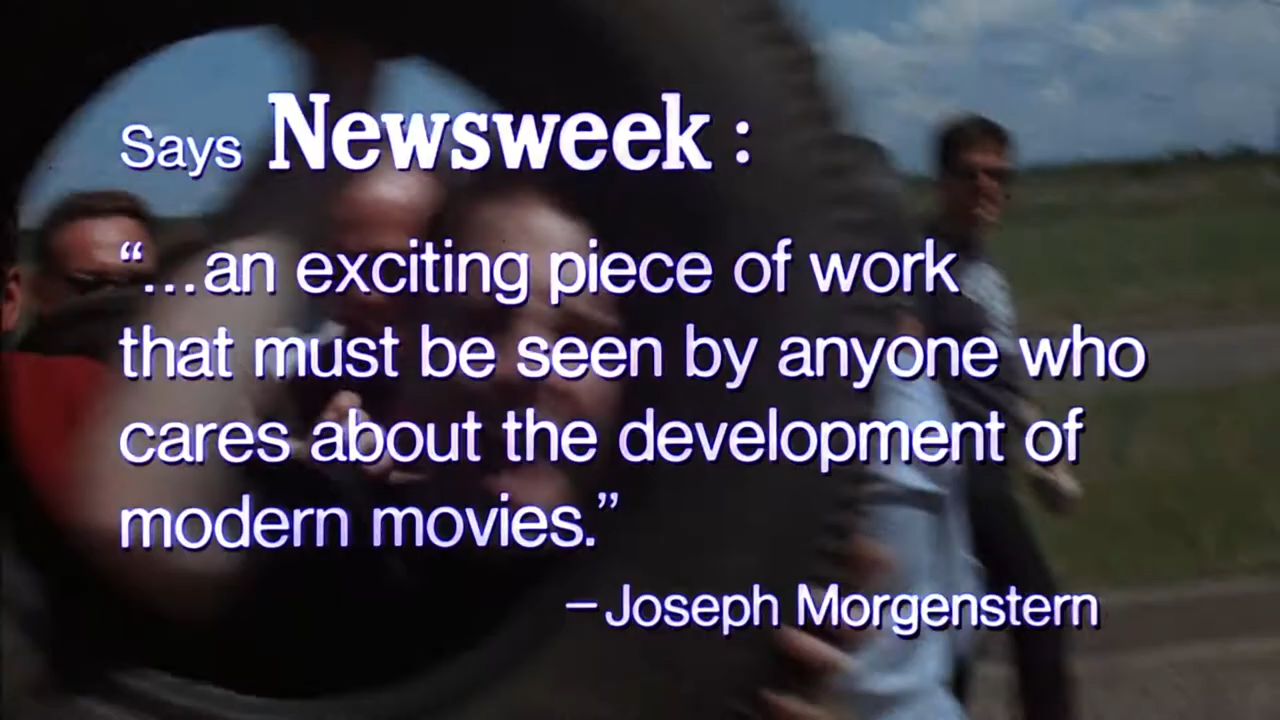 Says Newsweek :
“...an exciting piece of work
that must be seen by anyone who
cares about the development of
modern movies.”
–Joseph Morgenstern